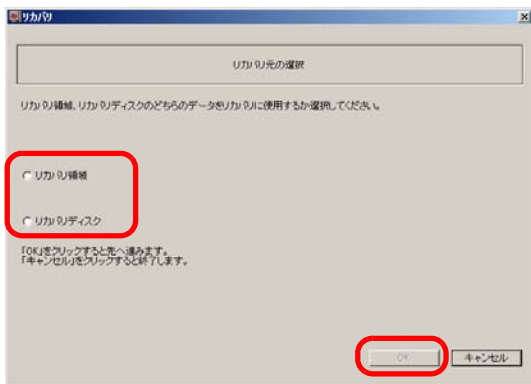 リカバリ
リカバリ元の選択
リカバリ領域、リカバリディスクのどちらのデータをリカバリに使用するか選択してください。
リカバリ領域
リカバリディスク
「OK」をクリックすると先へ進みます。
「キャンセル」をクリックすると終了します。
OK キャンセル